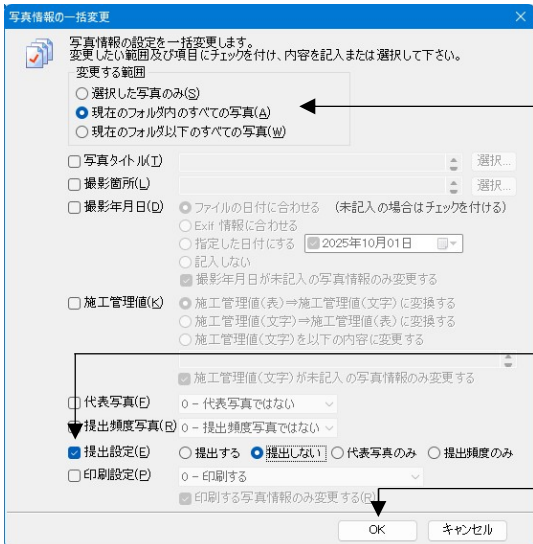 写真情報の一括変更
写真情報の設定を一括変更します。
変更したい範囲及び項目にチェックを付け、内容を記入または選択して下さい。
変更する範囲
選択した写真のみ(S)
現在のフォルダ内のすべての写真(A)
現在のフォルダ以下のすべての写真(W)
写真タイトル(T) 選択...
撮影箇所(L) 選択...
撮影年月日(D) ファイルの日付に合わせる (未記入の場合はチェックを付ける)
Exif 情報に合わせる
指定した日付にする 2025年10月01日
記入しない
撮影年月日が未記入の写真情報のみ変更する
施工管理値(K) 施工管理値(表)⇒施工管理値(文字)に変換する
施工管理値(文字)⇒施工管理値(表)に変換する
施工管理値(文字)を以下の内容に変更する
施工管理値(文字)が未記入の写真情報のみ変更する
代表写真(F) 0 - 代表写真ではない
提出頻度写真(R) 0 - 提出頻度写真ではない
提出設定(E) 提出する 提出しない 代表写真のみ 提出頻度のみ
印刷設定(P) 0 - 印刷する
印刷する写真情報のみ変更する(R)
OK キャンセル